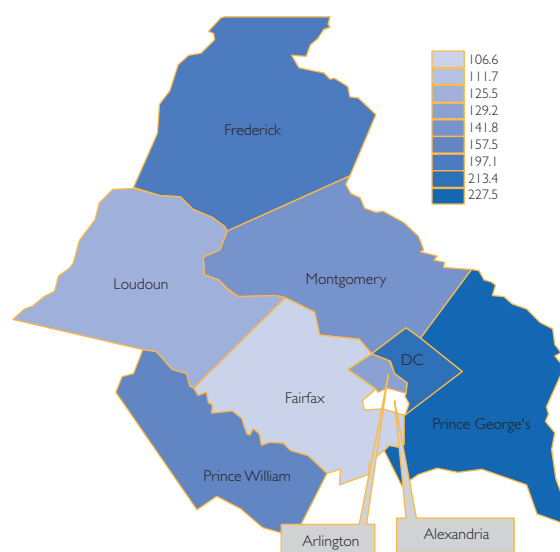 106.6
111.7
125.5
129.2
141.8
157.5
197.1
213.4
227.5
Frederick
Loudoun
Montgomery
DC
Fairfax
Prince George's
Prince William
Arlington
Alexandria